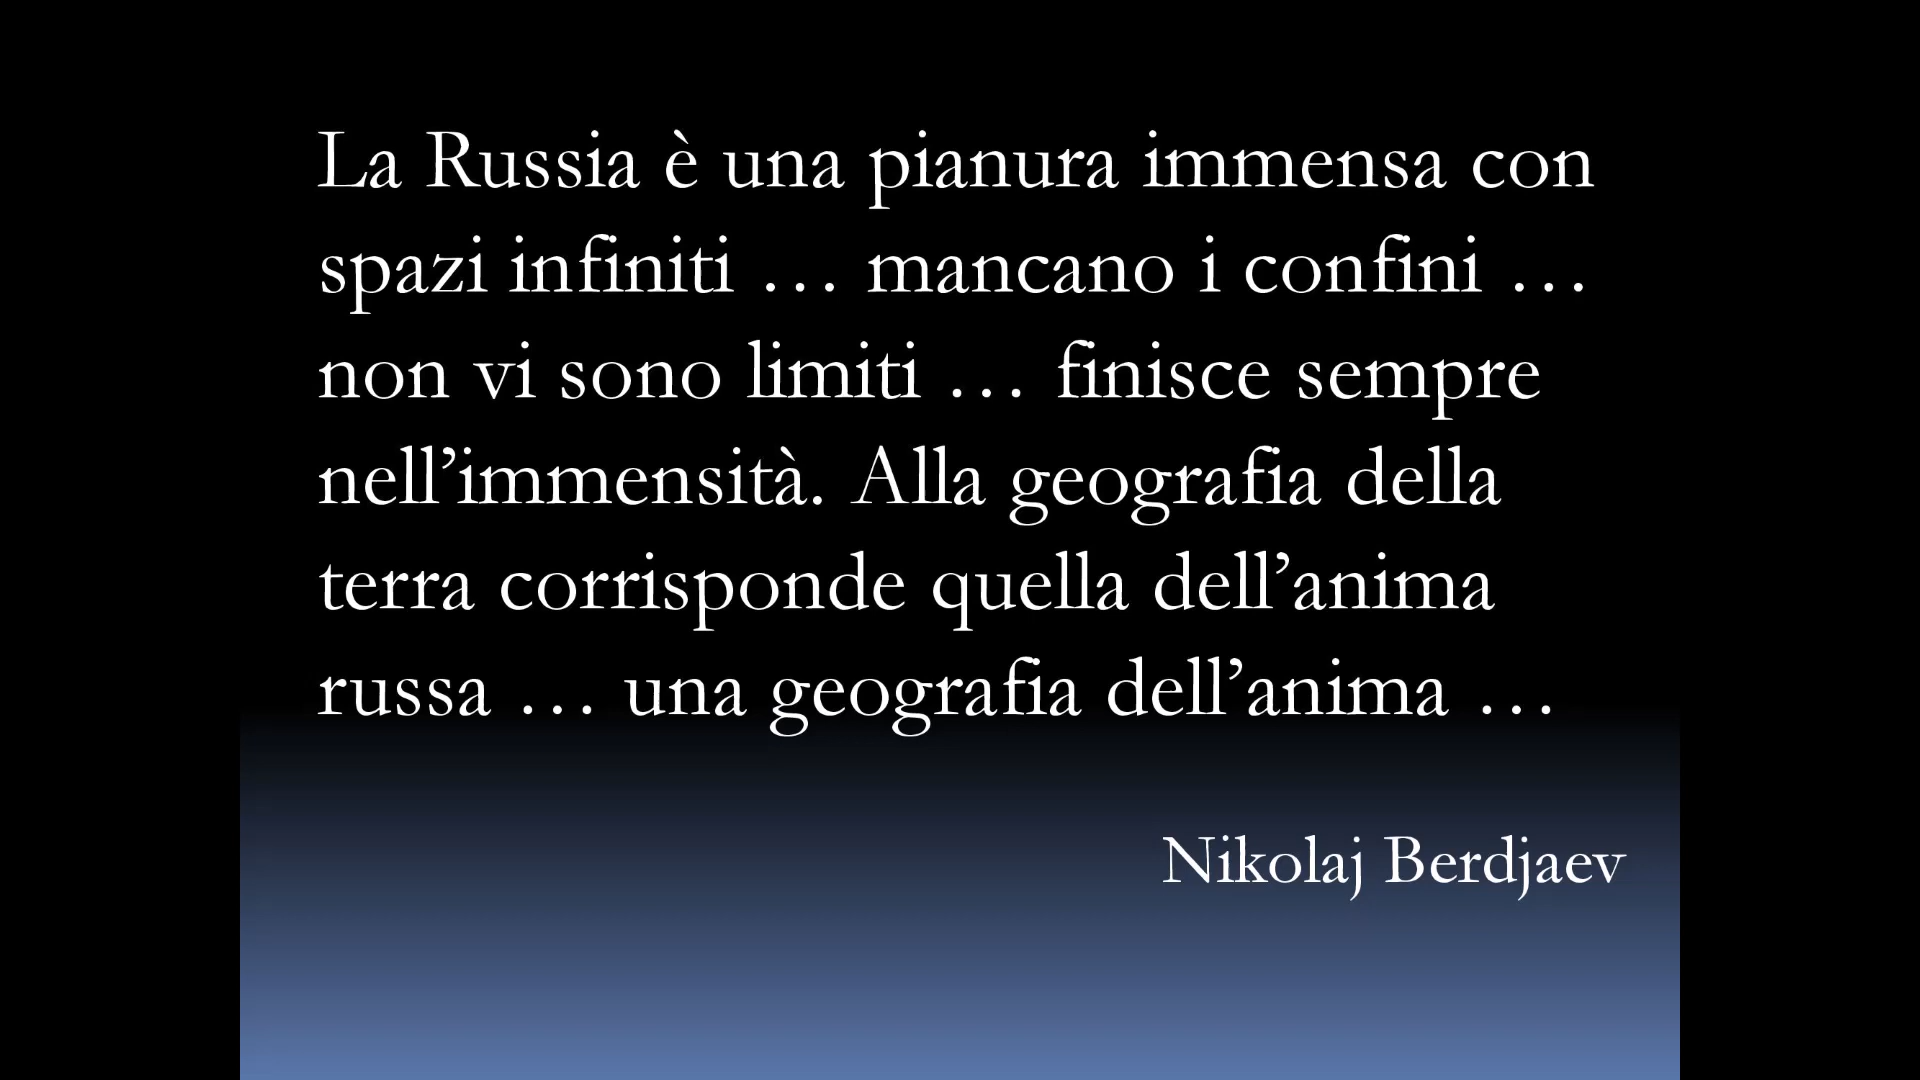 La Russia è una pianura immensa con
spazi infiniti … mancano i confini …
non vi sono limiti … finisce sempre
nell’immensità. Alla geografia della
terra corrisponde quella dell’anima
russa … una geografia dell’anima …
Nikolaj Berdjaev